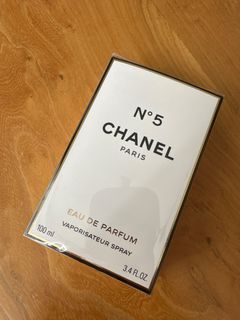 N°5
CHANEL
PARIS
EAU DE PARFUM
VAPORISATEUR SPRAY
100 ml
3.4 FL.OZ.